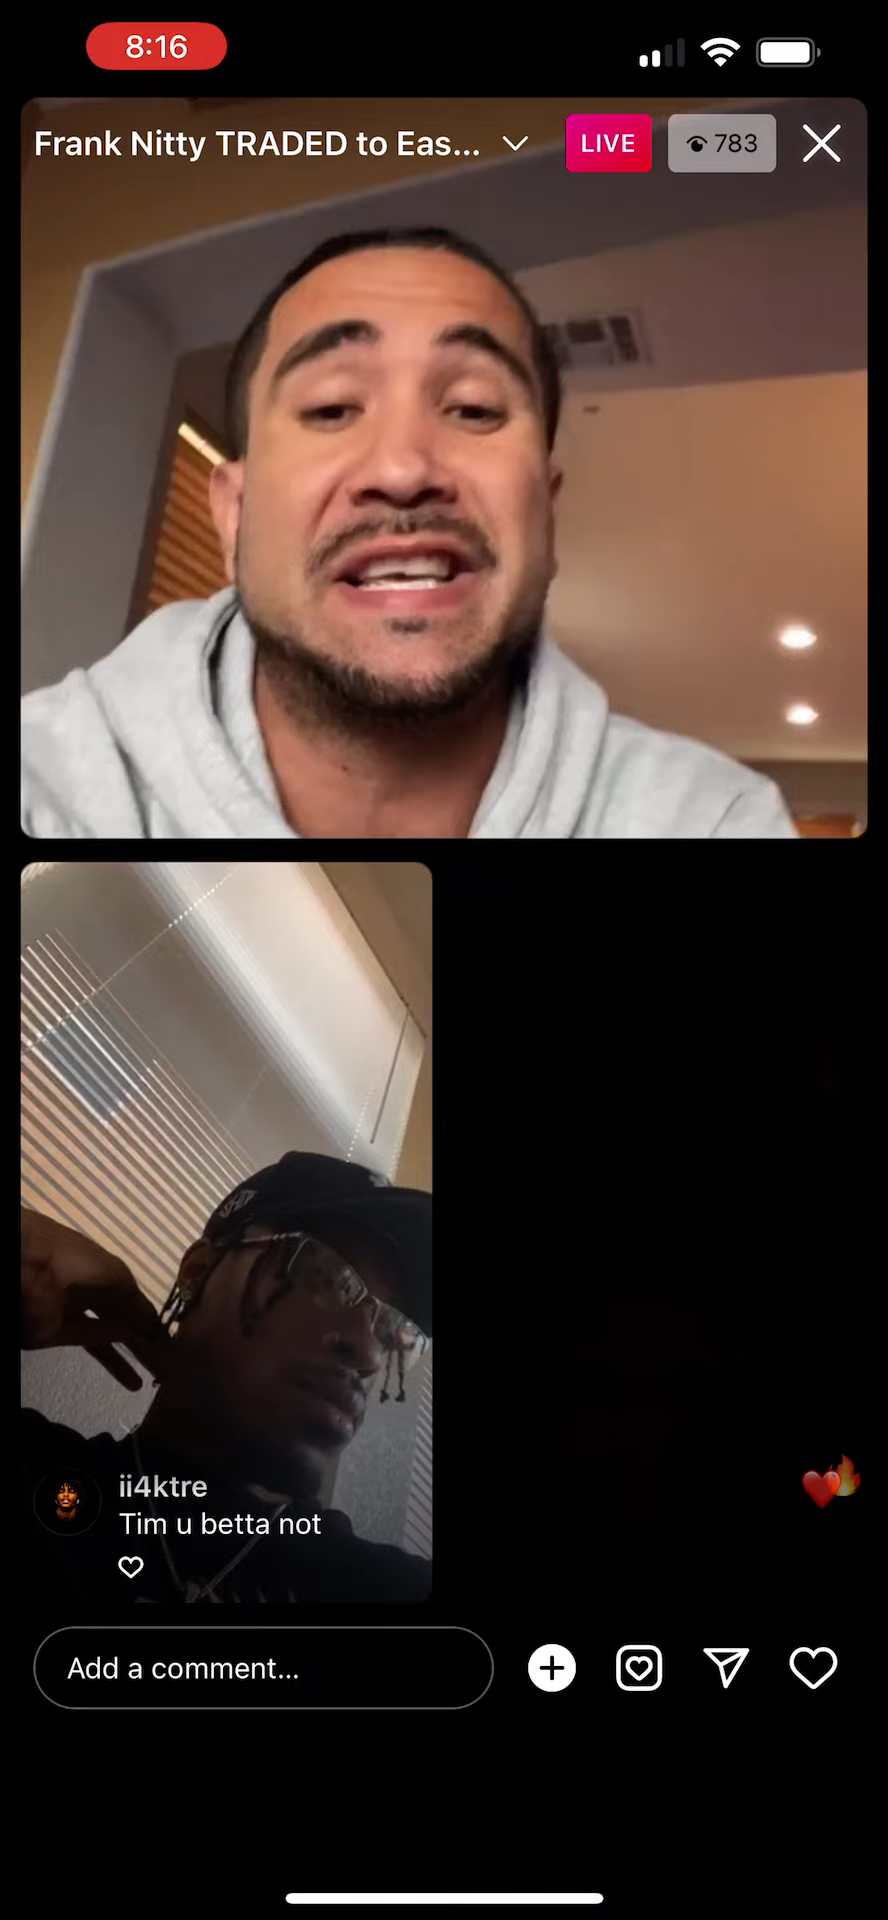 8:16
Frank Nitty TRADED to Eas...
LIVE
783
ii4ktre
Tim u betta not
Add a comment...